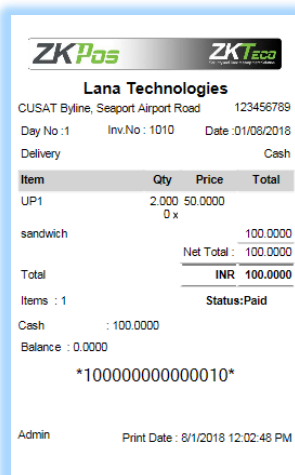 ZKPos ZKTeco
Lana Technologies
CUSAT Byline, Seaport Airport Road 123456789
Day No :1 Inv.No : 1010 Date :01/08/2018
Delivery Cash
Item Qty Price Total
UP1 2.000 50.0000
0 x
sandwich 100.0000
Net Total : 100.0000
Total INR 100.0000
Items : 1 Status:Paid
Cash : 100.0000
Balance : 0.0000
*100000000000010*
Admin Print Date : 8/1/2018 12:02:48 PM